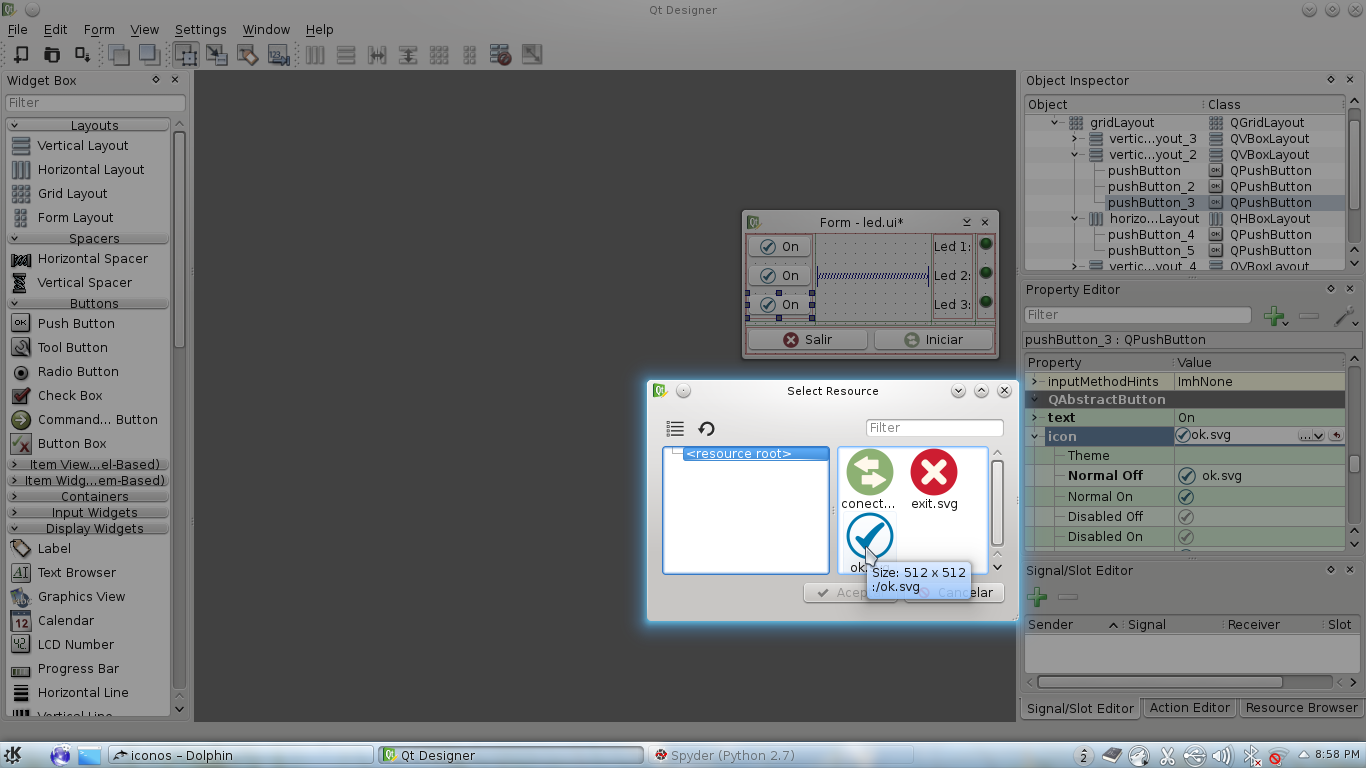 Qt Designer
File Edit Form View Settings Window Help
Widget Box
Filter
Layouts
Vertical Layout
Horizontal Layout
Grid Layout
Form Layout
Spacers
Horizontal Spacer
Vertical Spacer
Buttons
OK Push Button
Tool Button
Radio Button
Check Box
Command... Button
Button Box
Item View...el-Based)
Item Widg...em-Based)
Containers
Input Widgets
Display Widgets
Label
Text Browser
Graphics View
12 Calendar
42 LCD Number
Progress Bar
Horizontal Line
Form - led.ui*
On Led 1:
On Led 2:
On Led 3:
Salir Iniciar
Select Resource
Filter
<resource root>
conect... exit.svg
Size: 512 x 512
:/ok.svg
Cancelar
Object Inspector
Object Class
gridLayout QGridLayout
vertic...yout_3 QVBoxLayout
vertic...yout_2 QVBoxLayout
pushButton QPushButton
pushButton_2 QPushButton
pushButton_3 QPushButton
horizo...Layout QHBoxLayout
pushButton_4 QPushButton
pushButton_5 QPushButton
vertic...yout_4 QVBoxLayout
Property Editor
Filter
pushButton_3 : QPushButton
Property Value
inputMethodHints ImhNone
QAbstractButton
text On
icon ok.svg ...
Theme
Normal Off ok.svg
Normal On
Disabled Off
Disabled On
Signal/Slot Editor
Sender Signal Receiver Slot
Signal/Slot Editor Action Editor Resource Browser
iconos – Dolphin Qt Designer Spyder (Python 2.7) 2 8:58 PM